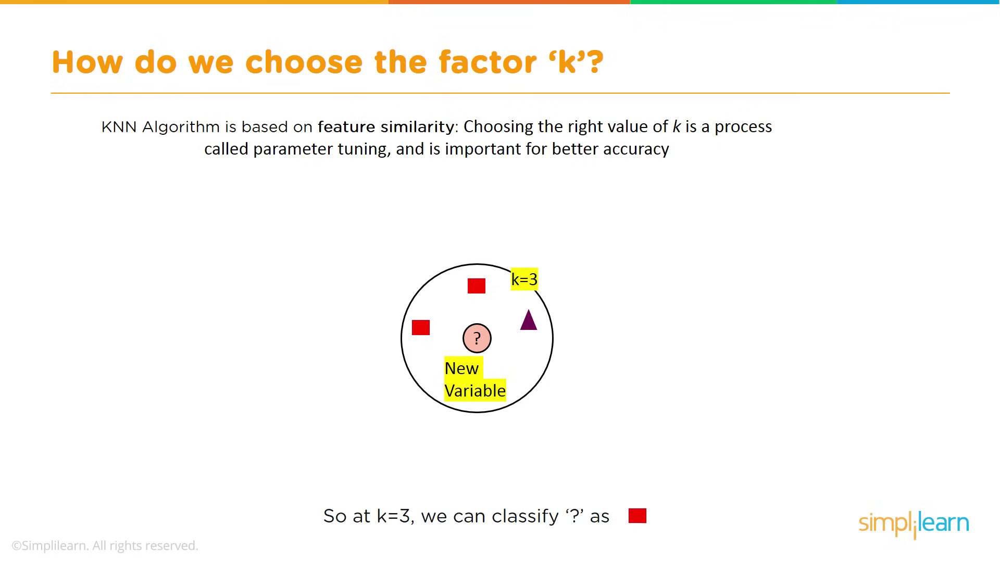 How do we choose the factor ‘k’?
KNN Algorithm is based on feature similarity: Choosing the right value of k is a process
called parameter tuning, and is important for better accuracy
k=3
?
New
Variable
So at k=3, we can classify ‘?’ as
simplilearn
©Simplilearn. All rights reserved.